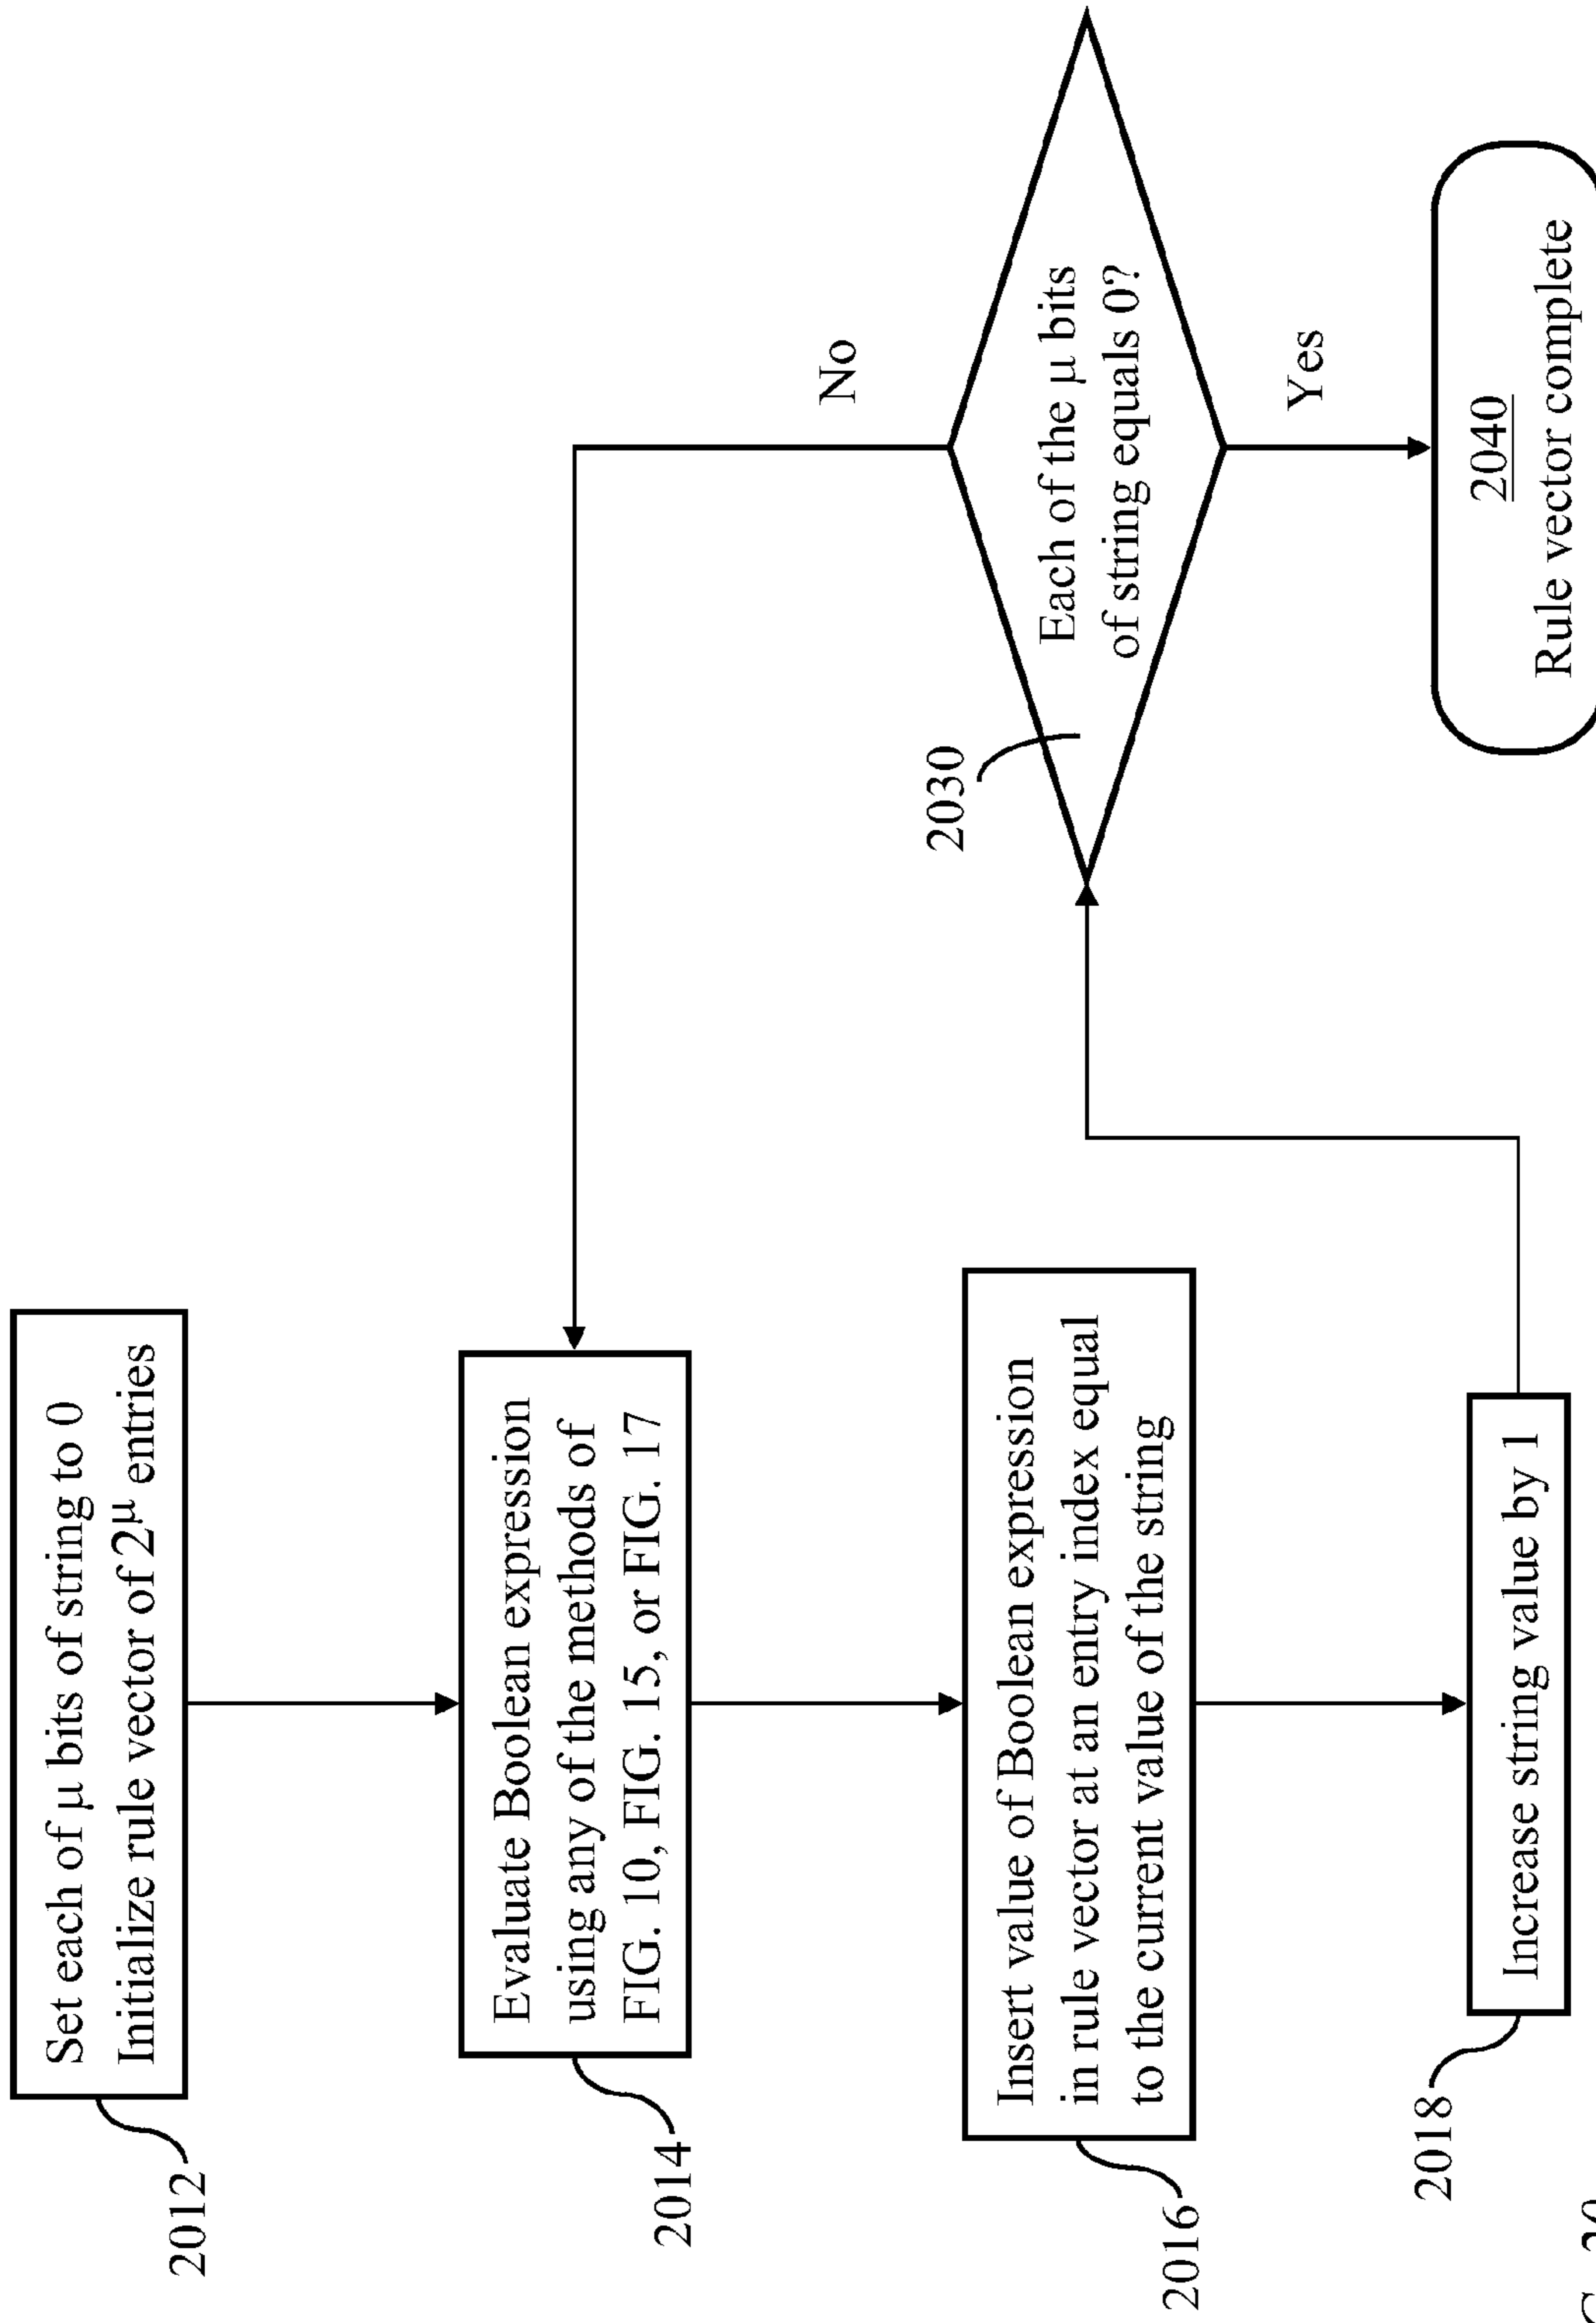 2012
Set each of μ bits of string to 0
Initialize rule vector of 2^μ entries
2014
Evaluate Boolean expression
using any of the methods of
FIG. 10, FIG. 15, or FIG. 17
2016
Insert value of Boolean expression
in rule vector at an entry index equal
to the current value of the string
2018
Increase string value by 1
No
2030
Each of the μ bits
of string equals 0?
Yes
2040
Rule vector complete